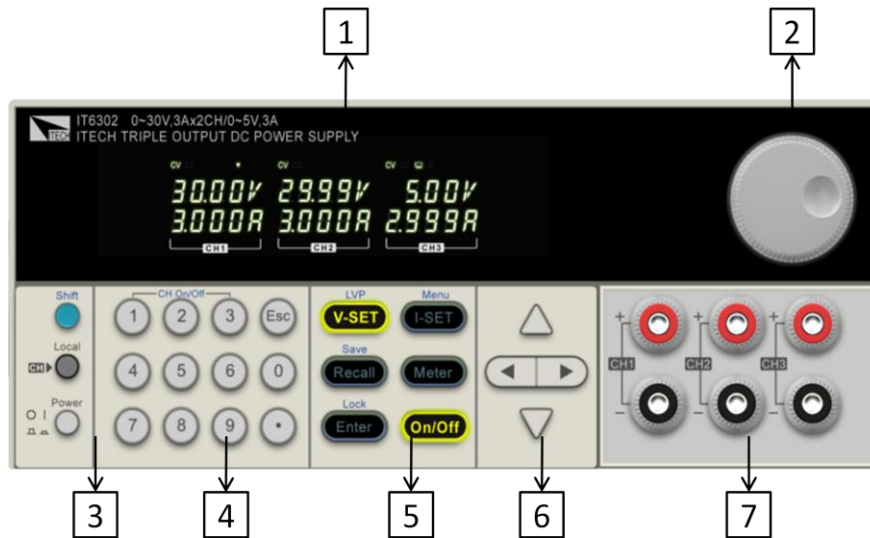 1 2
IT6302 0~30V,3Ax2CH/0~5V,3A
ITECH ITECH TRIPLE OUTPUT DC POWER SUPPLY
CV CV CV
30.00V 29.99V 5.00V
3.000A 3.000A 2.999A
CH1 CH2 CH3
Shift
CH On/Off
1 2 3 Esc
LVP Menu
V-SET I-SET
+ + +
Local
CH
4 5 6 0
Save
Recall Meter
CH1 CH2 CH3
Power
O I
7 8 9 •
Lock
Enter On/Off
- - -
3 4 5 6 7